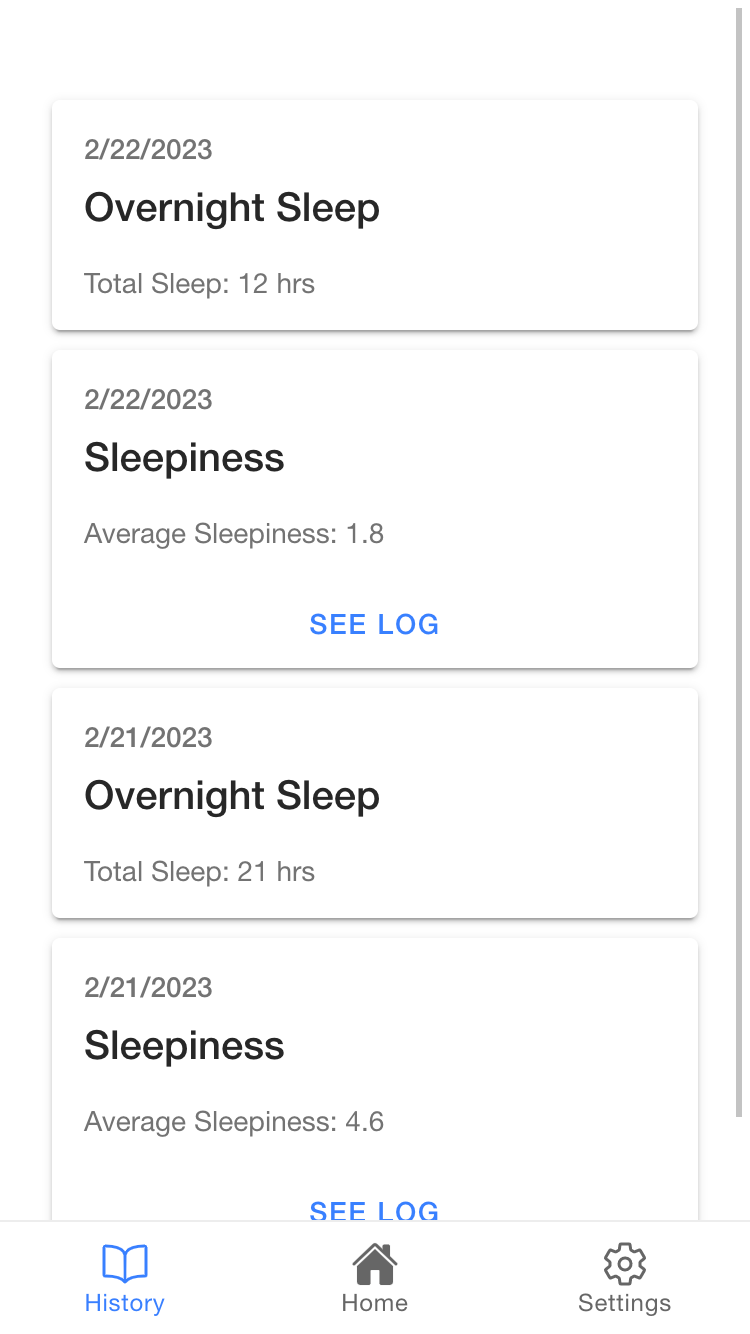 2/22/2023
Overnight Sleep
Total Sleep: 12 hrs
2/22/2023
Sleepiness
Average Sleepiness: 1.8
SEE LOG
2/21/2023
Overnight Sleep
Total Sleep: 21 hrs
2/21/2023
Sleepiness
Average Sleepiness: 4.6
SEE LOG
History
Home
Settings